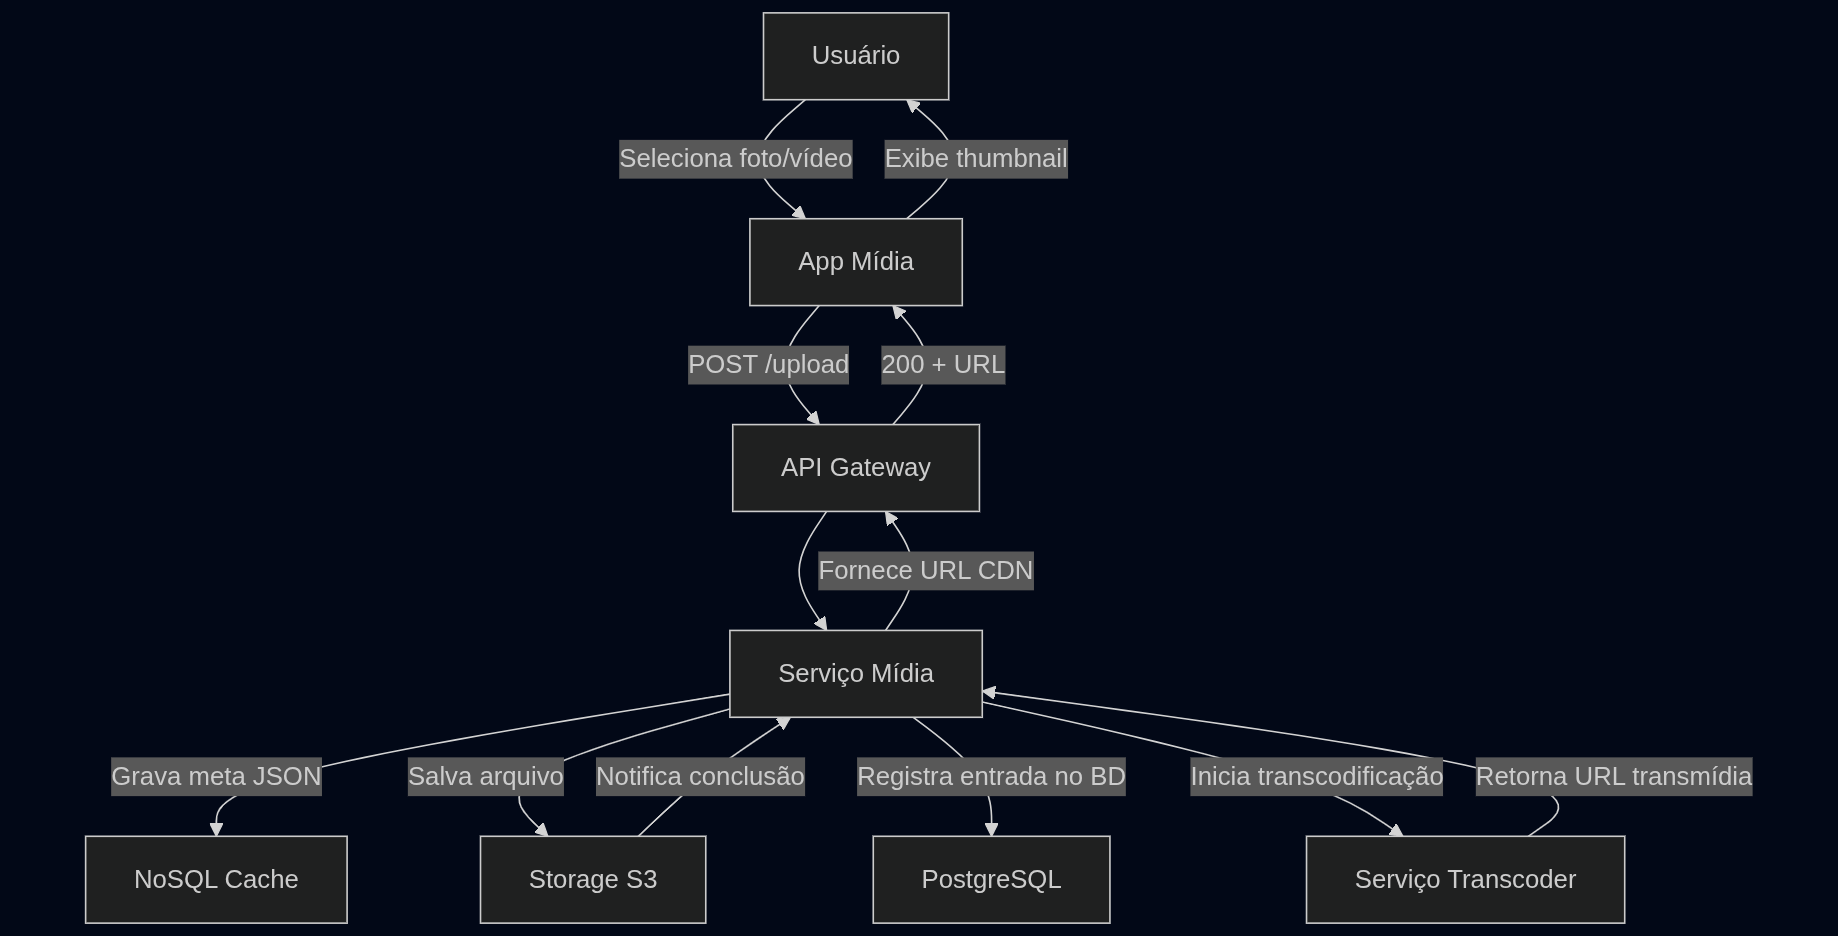 Usuário
Seleciona foto/vídeo
Exibe thumbnail
App Mídia
POST /upload
200 + URL
API Gateway
Fornece URL CDN
Serviço Mídia
Grava meta JSON
Salva arquivo
Notifica conclusão
Registra entrada no BD
Inicia transcodificação
Retorna URL transmídia
NoSQL Cache
Storage S3
PostgreSQL
Serviço Transcoder